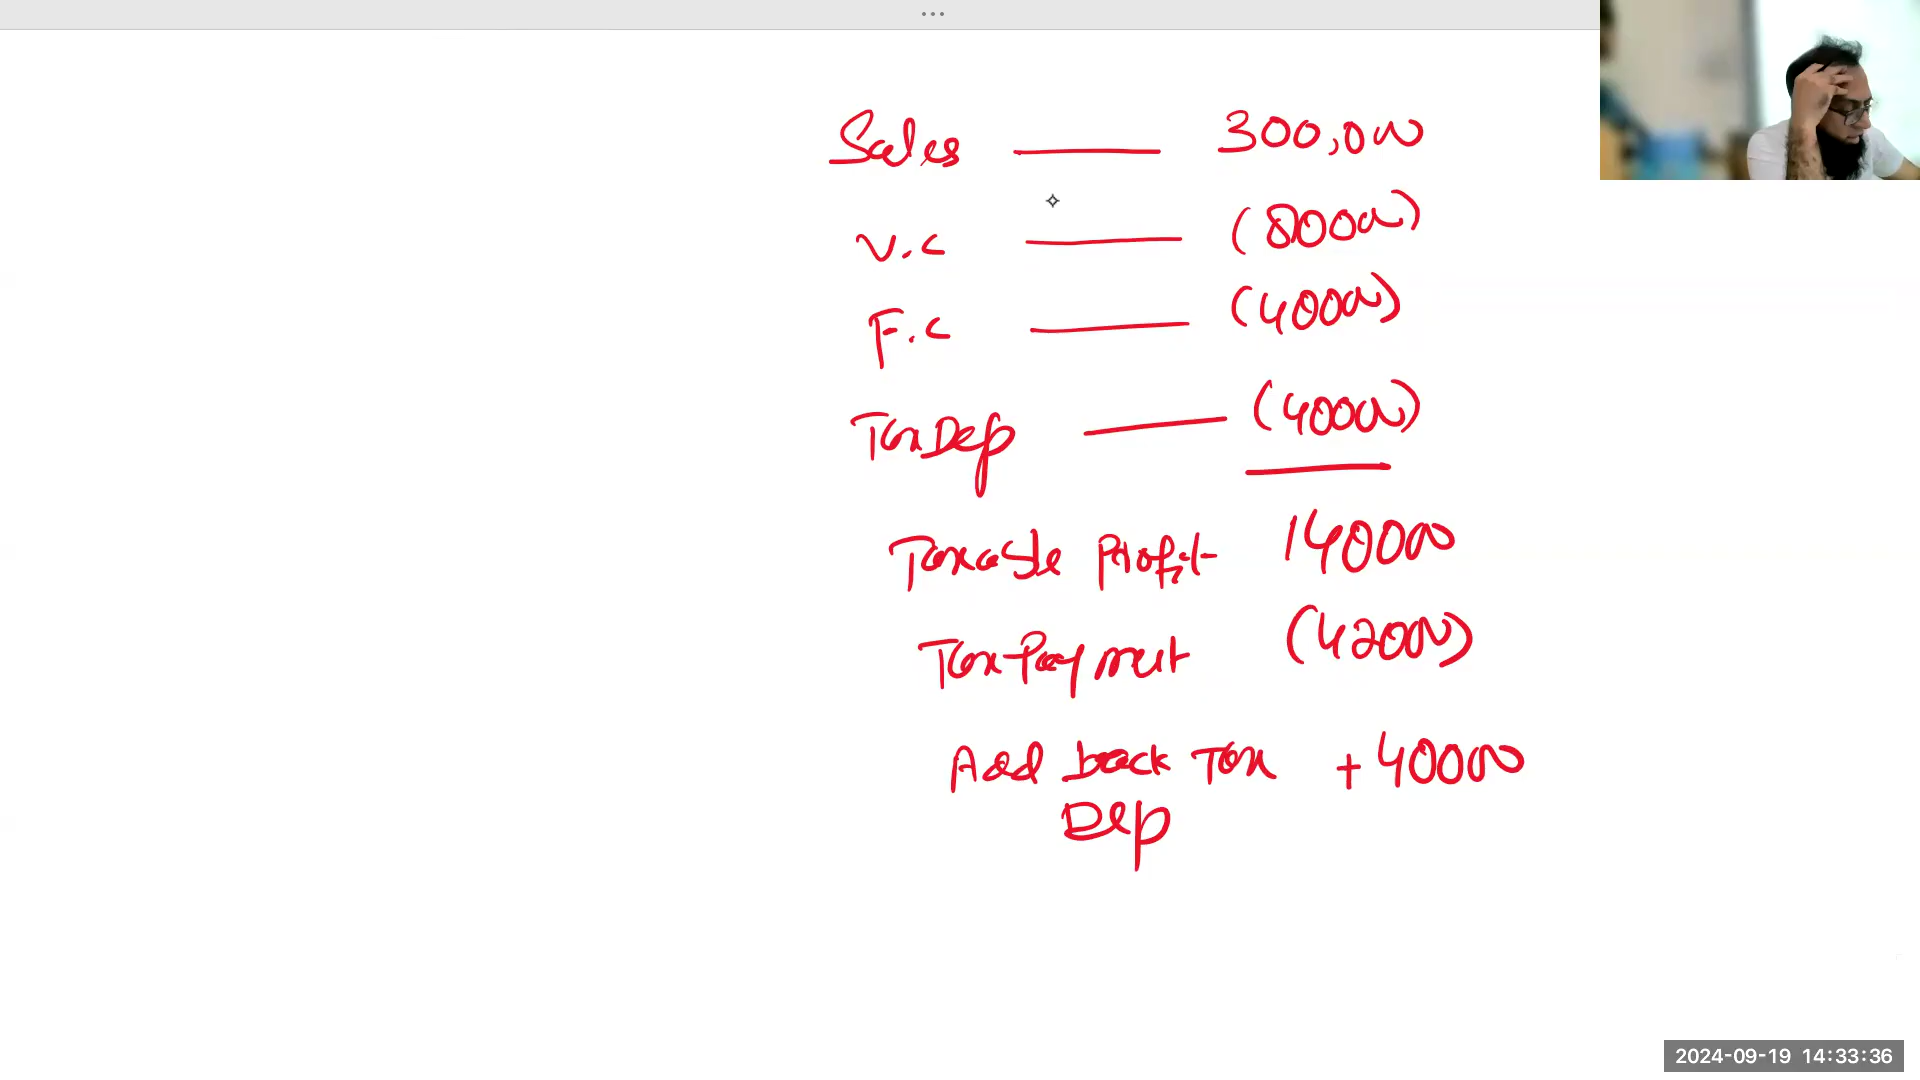 Sales 300,000
V.C (80000)
F.C (40000)
Tax Dep (40000)
Taxable Profit 140000
Tax Payment (42000)
Add back Tax + 40000
Dep
2024-09-19 14:33:36